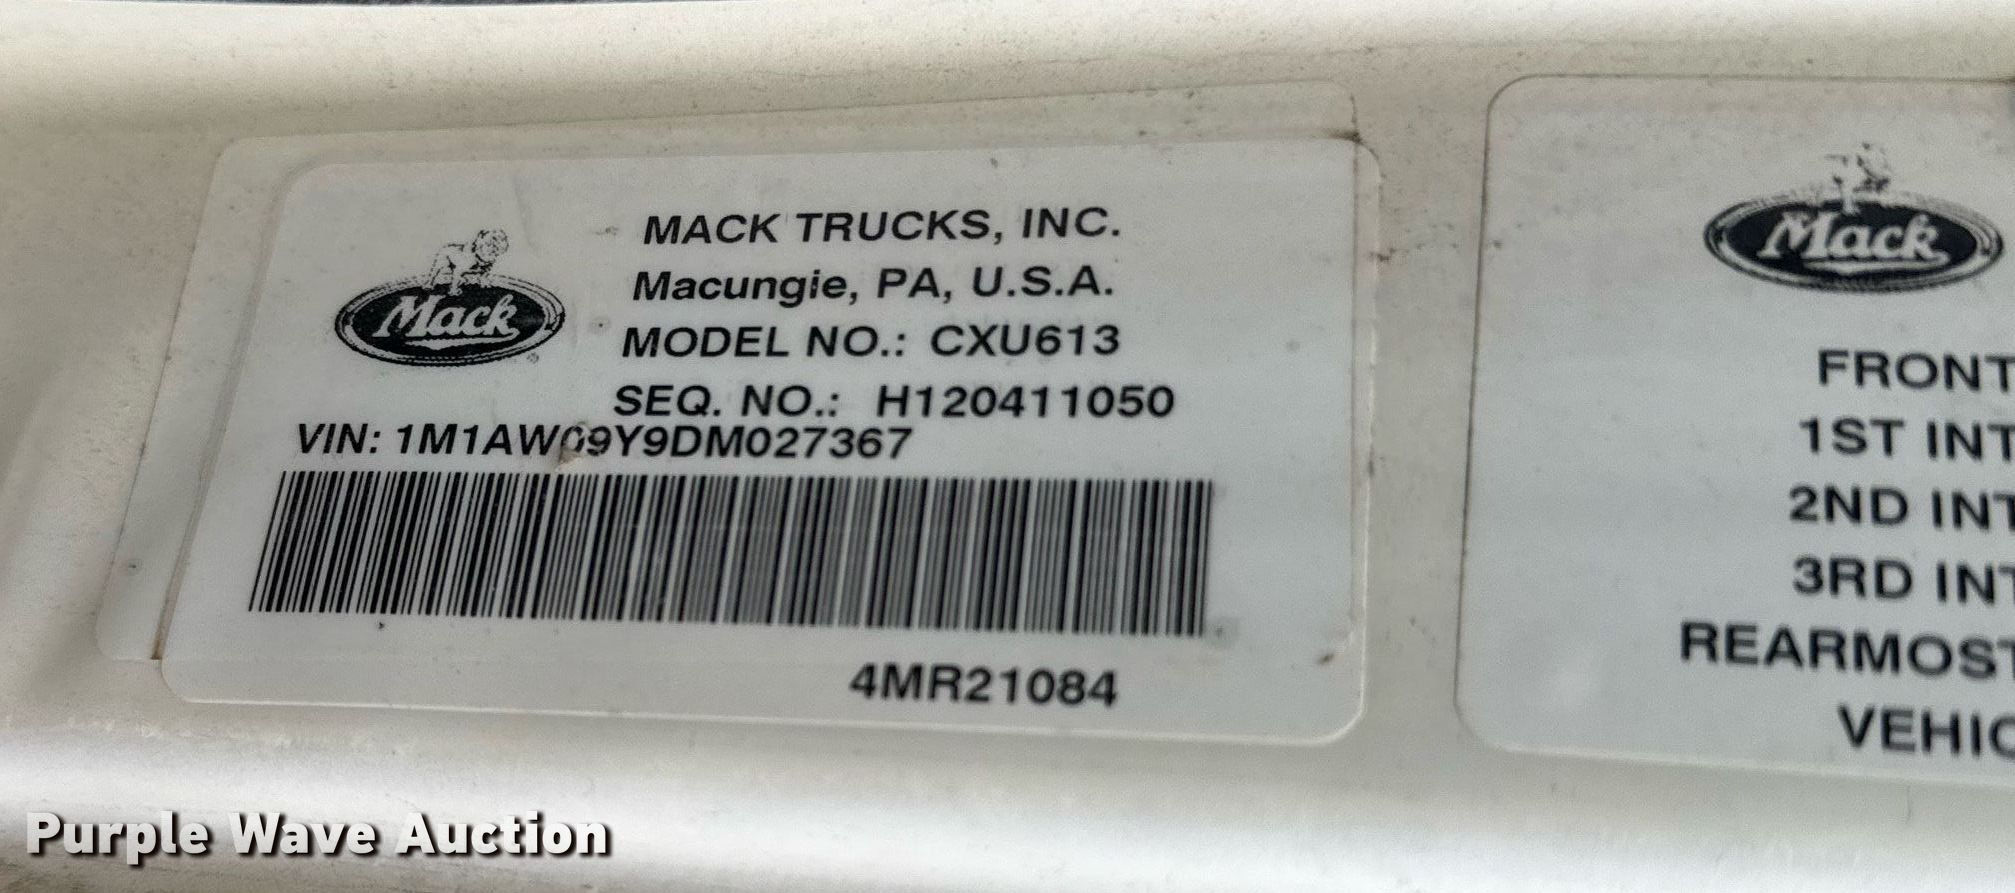 Mack
MACK TRUCKS, INC.
Macungie, PA, U.S.A.
MODEL NO.: CXU613
SEQ. NO.: H120411050
VIN: 1M1AW09Y9DM027367
4MR21084
Mack
FRONT
1ST INT
2ND INT
3RD INT
REARMOST
VEHIC
Purple Wave Auction